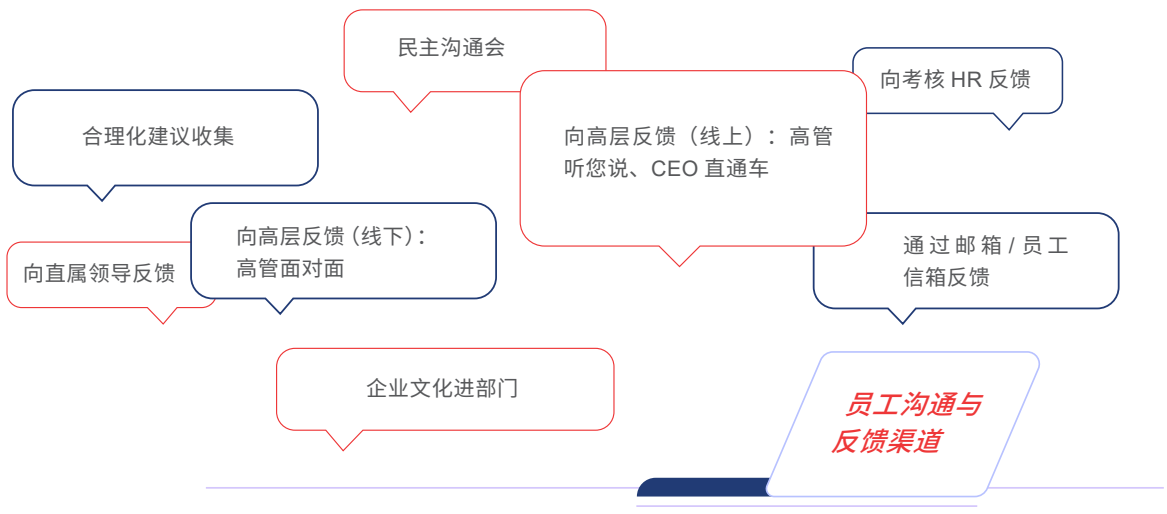 民主沟通会
向考核 HR 反馈
合理化建议收集
向高层反馈（线上）：高管
听您说、CEO 直通车
向高层反馈（线下）：
高管面对面
向直属领导反馈
通过邮箱/员工
信箱反馈
企业文化进部门
员工沟通与
反馈渠道